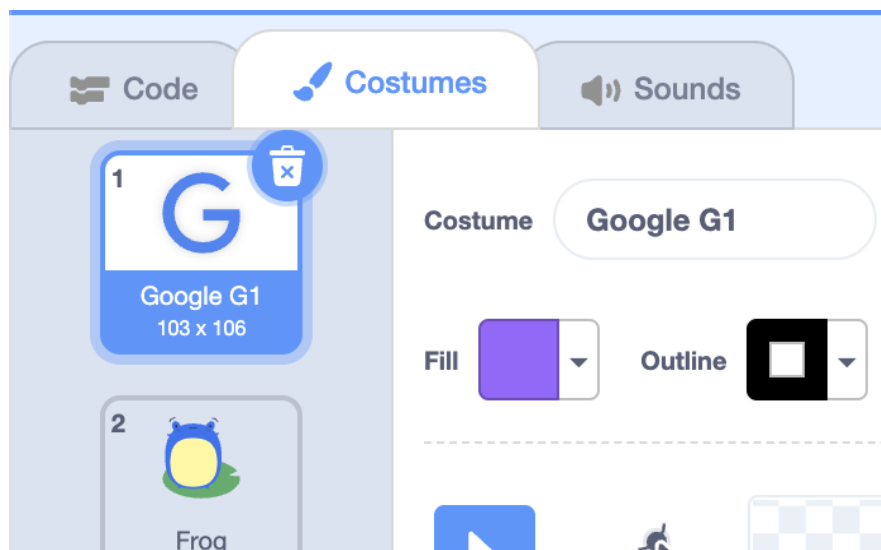 Code
Costumes
Sounds
1
G
Google G1
103 x 106
2
Frog
Costume
Google G1
Fill
Outline